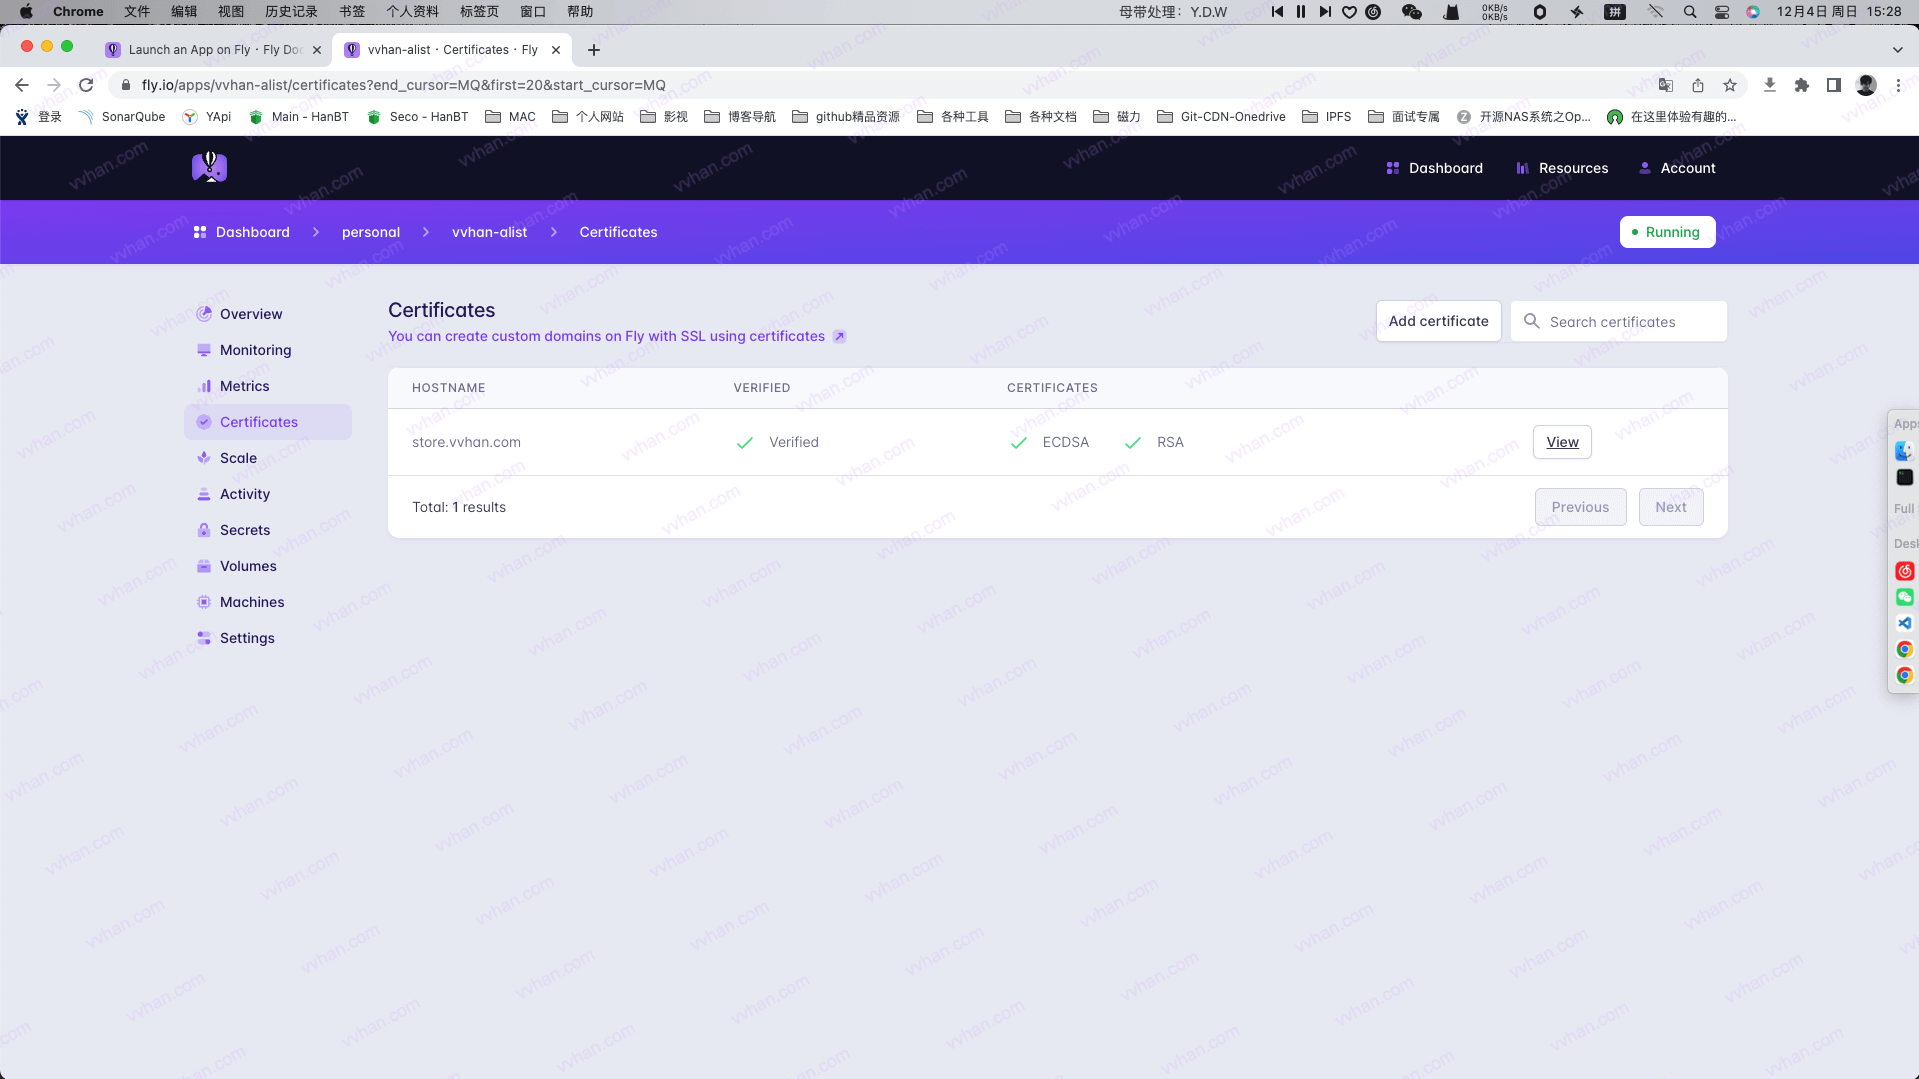 Chrome 文件 编辑 视图 历史记录 书签 个人资料 标签页 窗口 帮助 母带处理：Y.D.W 0KB/s 0KB/s 拼 12月4日 周日 15:28
Launch an App on Fly · Fly Doc vvhan-alist · Certificates · Fly
fly.io/apps/vvhan-alist/certificates?end_cursor=MQ&first=20&start_cursor=MQ
登录 SonarQube YApi Main - HanBT Seco - HanBT MAC 个人网站 影视 博客导航 github精品资源 各种工具 各种文档 磁力 Git-CDN-Onedrive IPFS 面试专属 Z 开源NAS系统之Op... 在这里体验有趣的...
Dashboard Resources Account
Dashboard personal vvhan-alist Certificates Running
Overview
Monitoring
Metrics
Certificates
Scale
Activity
Secrets
Volumes
Machines
Settings
Certificates
You can create custom domains on Fly with SSL using certificates
Add certificate Search certificates
HOSTNAME VERIFIED CERTIFICATES
store.vvhan.com Verified ECDSA RSA View
Total: 1 results Previous Next
Apps
Full
Desk
vvhan.com